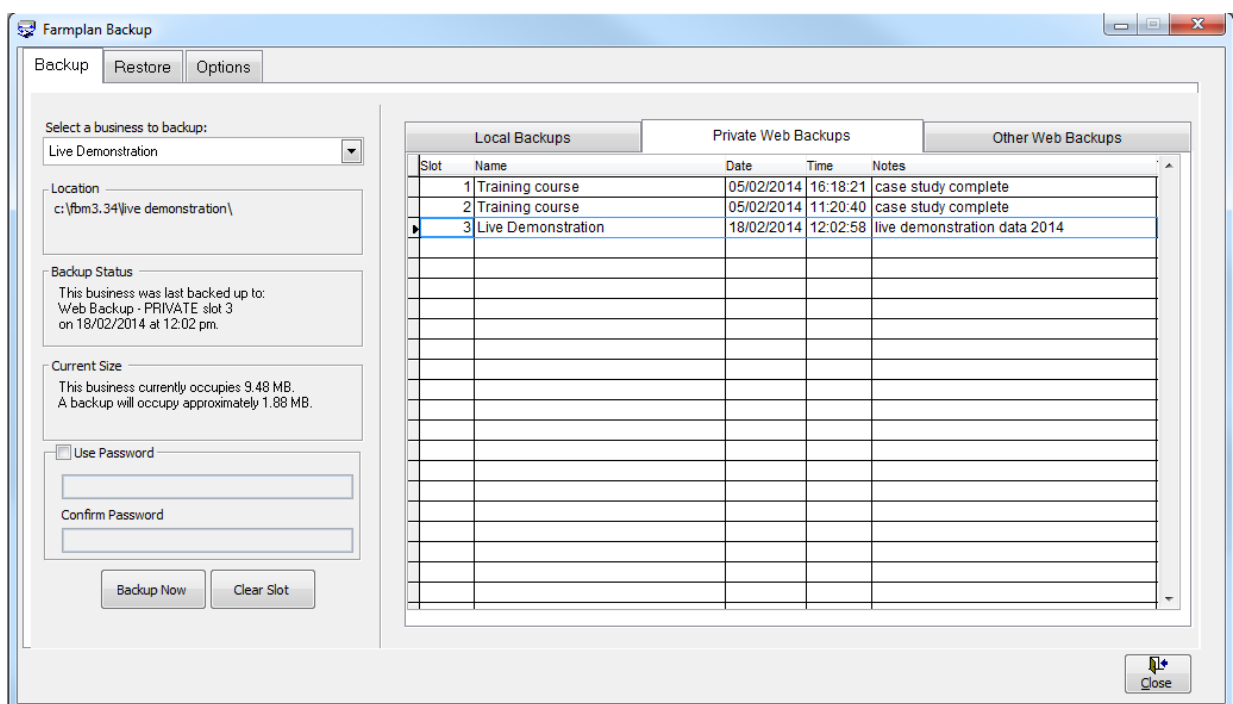 Farmplan Backup
Backup Restore Options
Select a business to backup:
Live Demonstration
Location
c:\fbm3.34\live demonstration\
Backup Status
This business was last backed up to:
Web Backup - PRIVATE slot 3
on 18/02/2014 at 12:02 pm.
Current Size
This business currently occupies 9.48 MB.
A backup will occupy approximately 1.88 MB.
Use Password
Confirm Password
Backup Now Clear Slot
Local Backups Private Web Backups Other Web Backups
Slot Name Date Time Notes
1 Training course 05/02/2014 16:18:21 case study complete
2 Training course 05/02/2014 11:20:40 case study complete
3 Live Demonstration 18/02/2014 12:02:58 live demonstration data 2014
Close